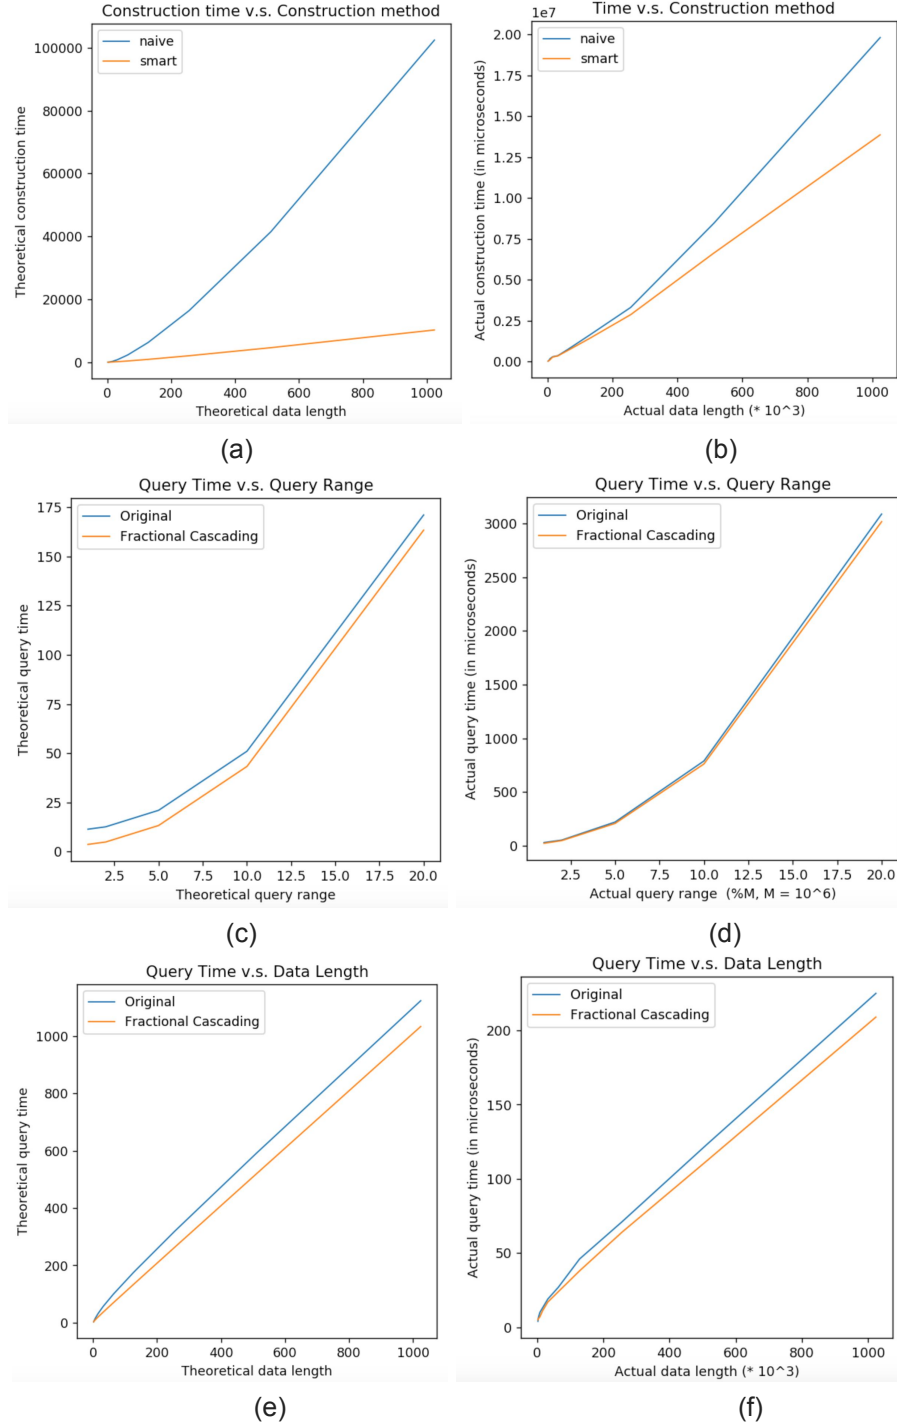 Construction time v.s. Construction method
naive
smart
100000
80000
60000
40000
20000
0
Theoretical construction time
0 200 400 600 800 1000
Theoretical data length
(a)
Time v.s. Construction method
1e7
naive
smart
2.00
1.75
1.50
1.25
1.00
0.75
0.50
0.25
0.00
Actual construction time (in microseconds)
0 200 400 600 800 1000
Actual data length (* 10^3)
(b)
Query Time v.s. Query Range
Original
Fractional Cascading
175
150
125
100
75
50
25
0
Theoretical query time
2.5 5.0 7.5 10.0 12.5 15.0 17.5 20.0
Theoretical query range
(c)
Query Time v.s. Query Range
Original
Fractional Cascading
3000
2500
2000
1500
1000
500
0
Actual query time (in microseconds)
2.5 5.0 7.5 10.0 12.5 15.0 17.5 20.0
Actual query range (%M, M = 10^6)
(d)
Query Time v.s. Data Length
Original
Fractional Cascading
1000
800
600
400
200
0
Theoretical query time
0 200 400 600 800 1000
Theoretical data length
(e)
Query Time v.s. Data Length
Original
Fractional Cascading
200
150
100
50
0
Actual query time (in microseconds)
0 200 400 600 800 1000
Actual data length (* 10^3)
(f)